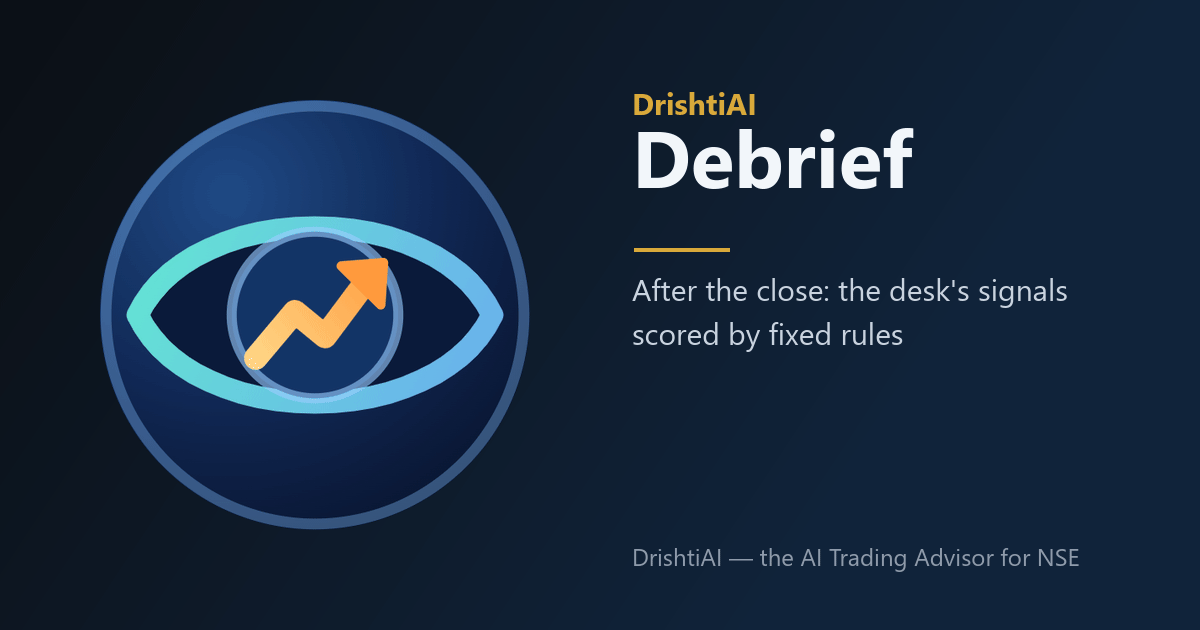 DrishtiAI
Debrief
After the close: the desk's signals
scored by fixed rules
DrishtiAI — the AI Trading Advisor for NSE